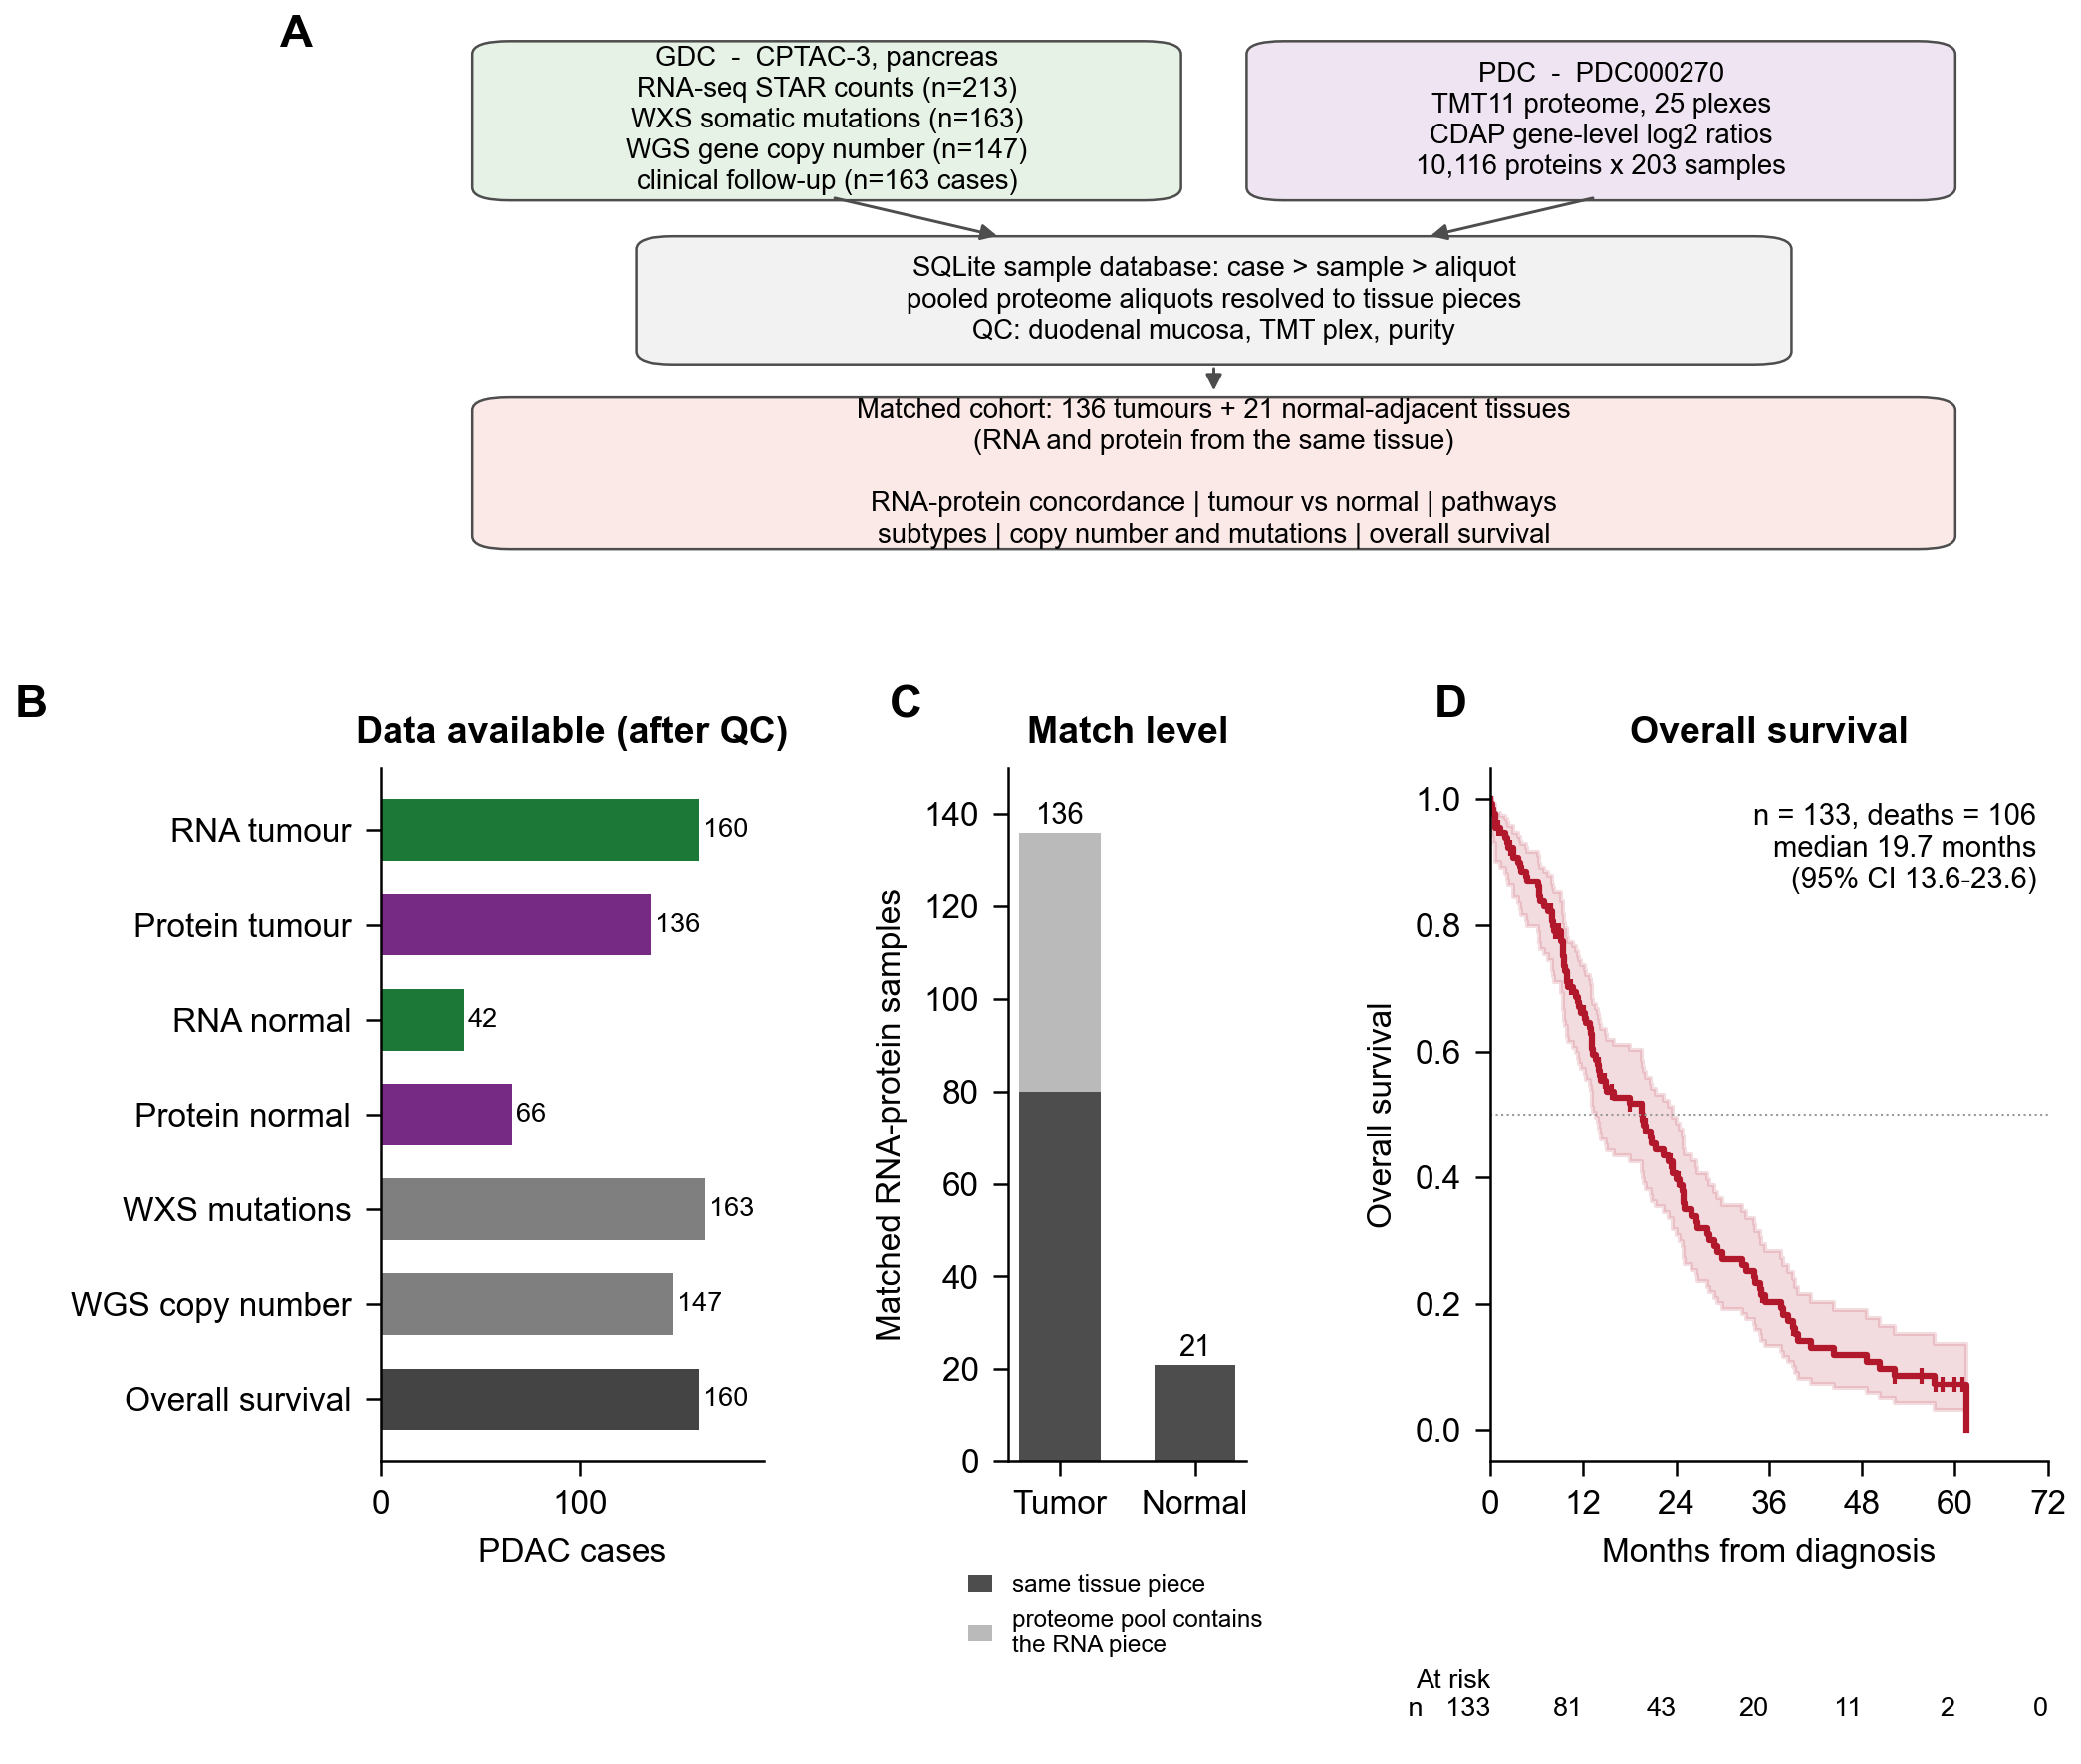 A
GDC - CPTAC-3, pancreas
RNA-seq STAR counts (n=213)
WXS somatic mutations (n=163)
WGS gene copy number (n=147)
clinical follow-up (n=163 cases)
PDC - PDC000270
TMT11 proteome, 25 plexes
CDAP gene-level log2 ratios
10,116 proteins x 203 samples
SQLite sample database: case > sample > aliquot
pooled proteome aliquots resolved to tissue pieces
QC: duodenal mucosa, TMT plex, purity
Matched cohort: 136 tumours + 21 normal-adjacent tissues
(RNA and protein from the same tissue)
RNA-protein concordance | tumour vs normal | pathways
subtypes | copy number and mutations | overall survival
B
Data available (after QC)
RNA tumour
160
Protein tumour
136
RNA normal
42
Protein normal
66
WXS mutations
163
WGS copy number
147
Overall survival
160
0 100
PDAC cases
C
Match level
Matched RNA-protein samples
140
120
100
80
60
40
20
0
136
21
Tumor Normal
same tissue piece
proteome pool contains
the RNA piece
D
Overall survival
n = 133, deaths = 106
median 19.7 months
(95% CI 13.6-23.6)
Overall survival
1.0
0.8
0.6
0.4
0.2
0.0
0 12 24 36 48 60 72
Months from diagnosis
At risk
n 133 81 43 20 11 2 0